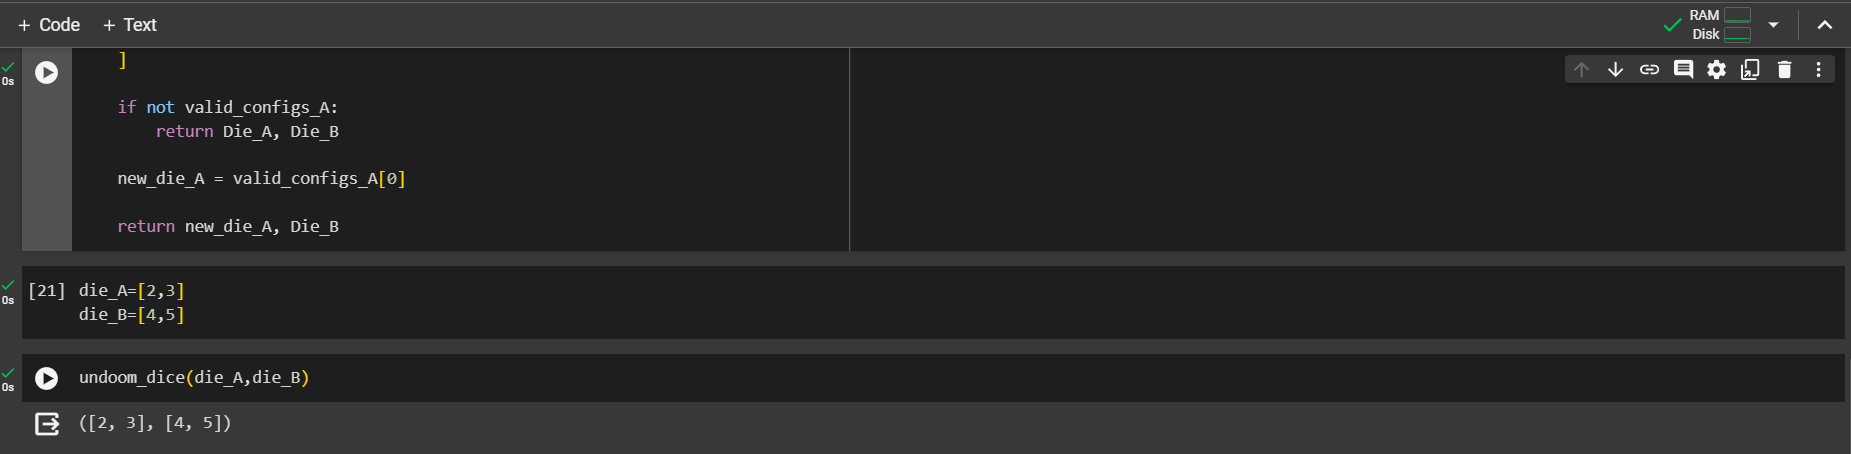 + Code + Text
RAM
Disk
0s
]
if not valid_configs_A:
return Die_A, Die_B
new_die_A = valid_configs_A[0]
return new_die_A, Die_B
0s
[21] die_A=[2,3]
die_B=[4,5]
0s
undoom_dice(die_A,die_B)
([2, 3], [4, 5])